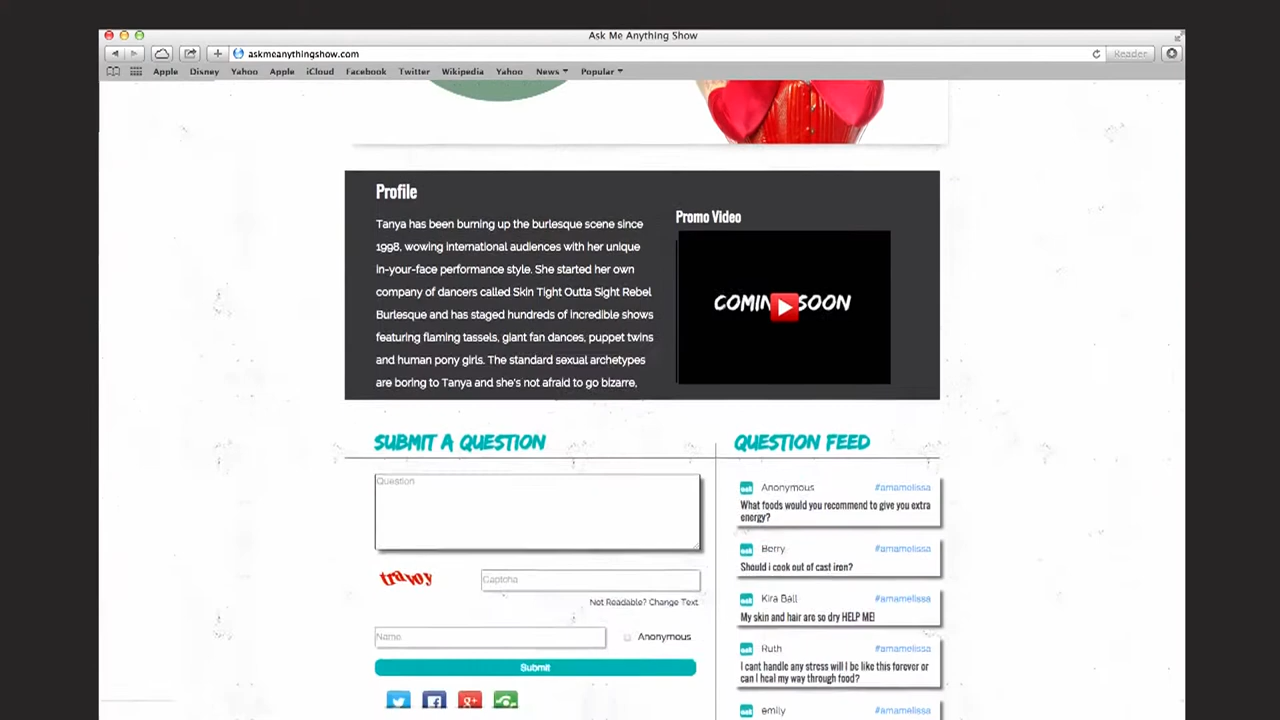 Ask Me Anything Show
askmeanythingshow.com
Reader
Apple Disney Yahoo Apple iCloud Facebook Twitter Wikipedia Yahoo News Popular
Profile
Tanya has been burning up the burlesque scene since
1998, wowing international audiences with her unique
in-your-face performance style. She started her own
company of dancers called Skin Tight Outta Sight Rebel
Burlesque and has staged hundreds of incredible shows
featuring flaming tassels, giant fan dances, puppet twins
and human pony girls. The standard sexual archetypes
are boring to Tanya and she's not afraid to go bizarre,
Promo Video
COMING SOON
SUBMIT A QUESTION
Question
travoy
Captcha
Not Readable? Change Text
Name
Anonymous
Submit
QUESTION FEED
ask Anonymous #amamelissa
What foods would you recommend to give you extra
energy?
ask Berry #amamelissa
Should i cook out of cast iron?
ask Kira Ball #amamelissa
My skin and hair are so dry HELP ME!
ask Ruth #amamelissa
I cant handle any stress will I be like this forever or
can I heal my way through food?
ask emily #amamelissa